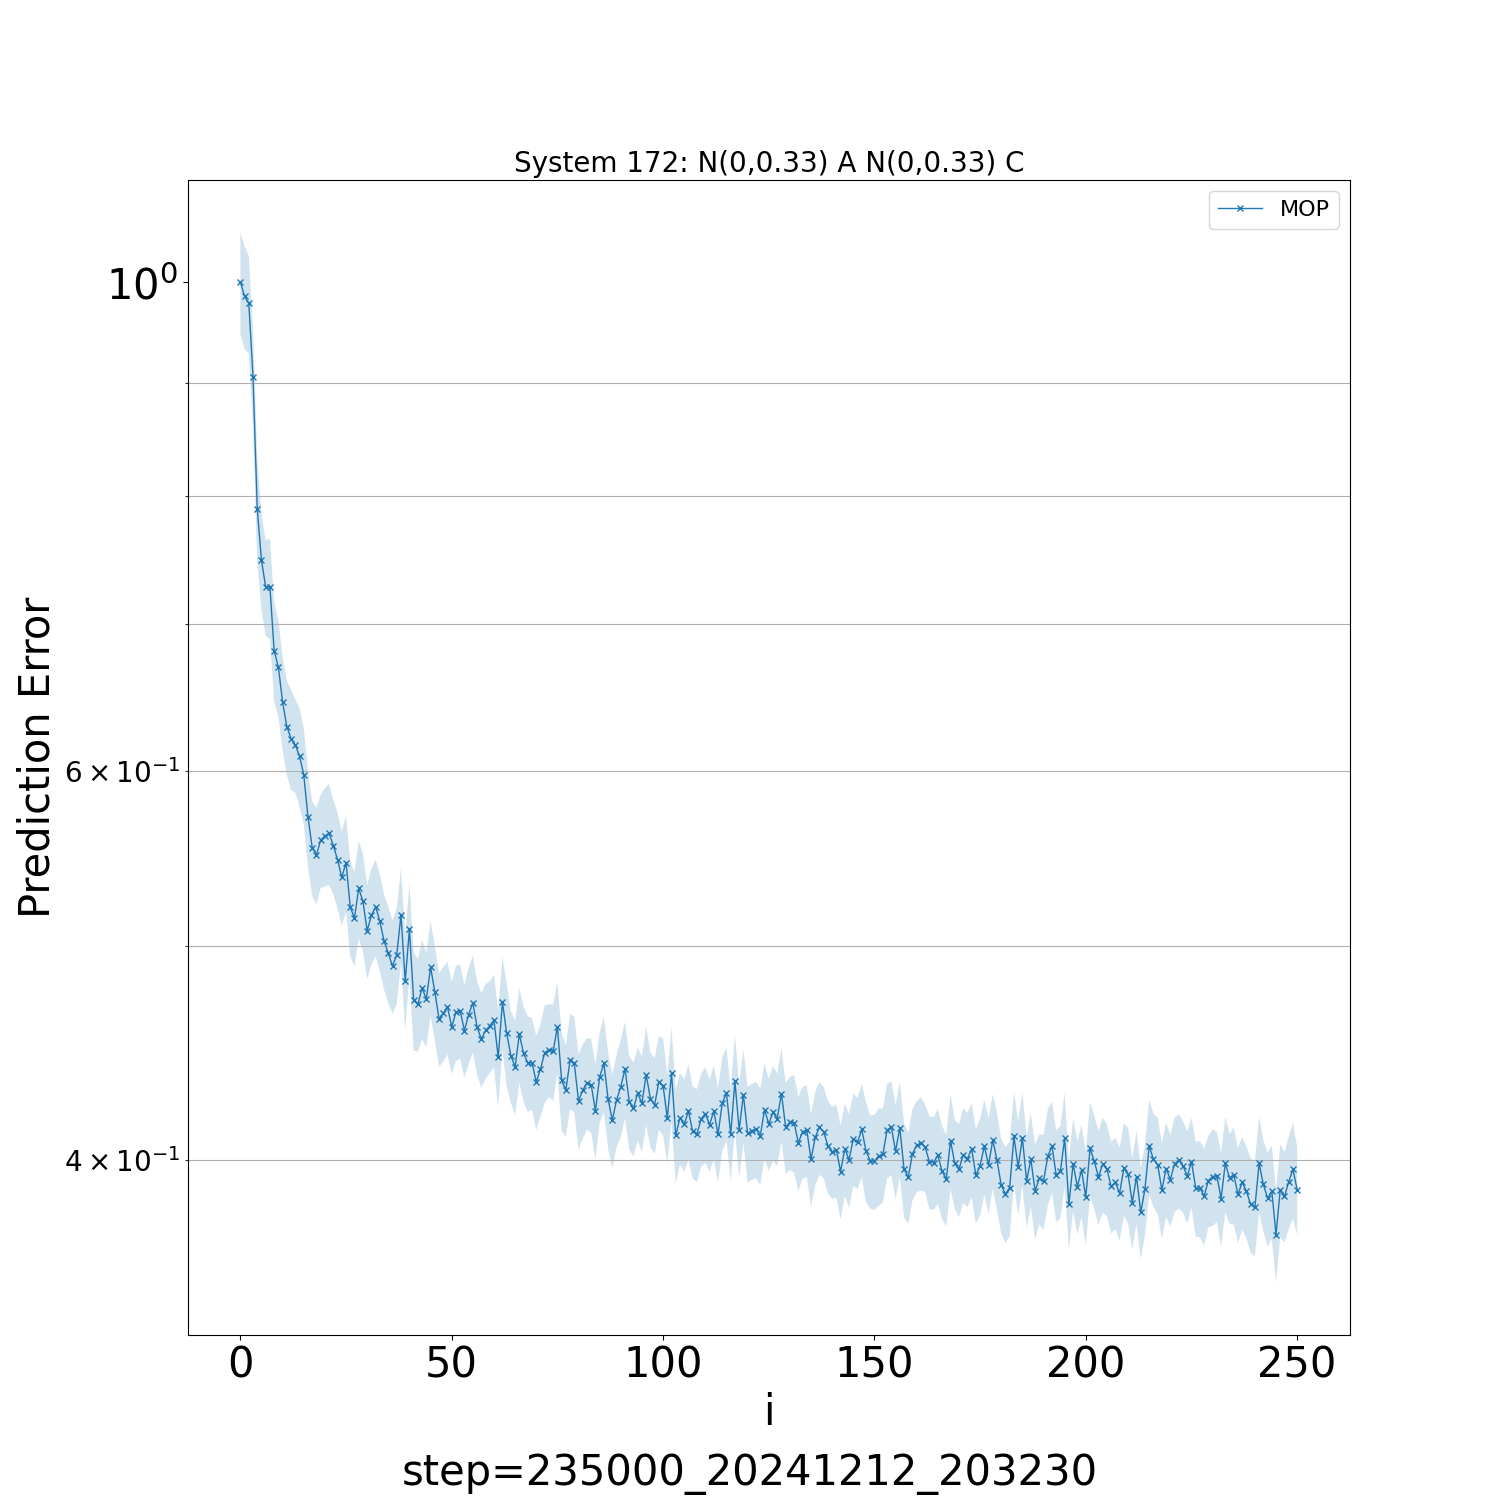 System 172: N(0,0.33) A N(0,0.33) C
MOP
10⁰
6 × 10⁻¹
4 × 10⁻¹
Prediction Error
0 50 100 150 200 250
i
step=235000_20241212_203230